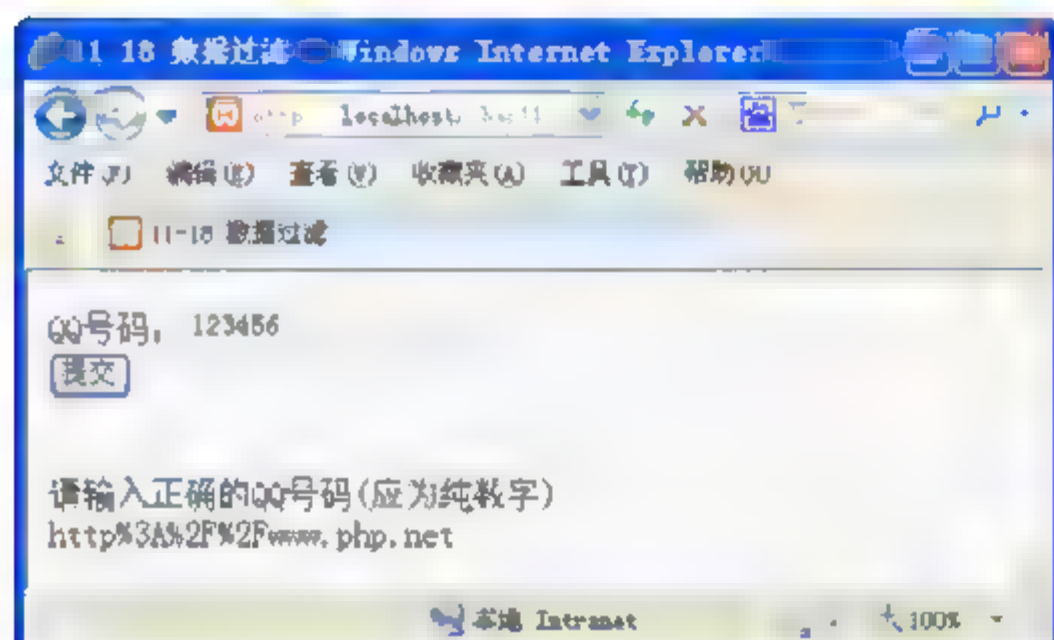 11-18 数据过滤 Windows Internet Explorer
localhost
文件(F) 编辑(E) 查看(V) 收藏夹(A) 工具(T) 帮助(H)
11-18 数据过滤
QQ号码: 123456
提交
请输入正确的QQ号码(应为纯数字)
http%3A%2F%2Fwww.php.net
本地 Intranet 100%